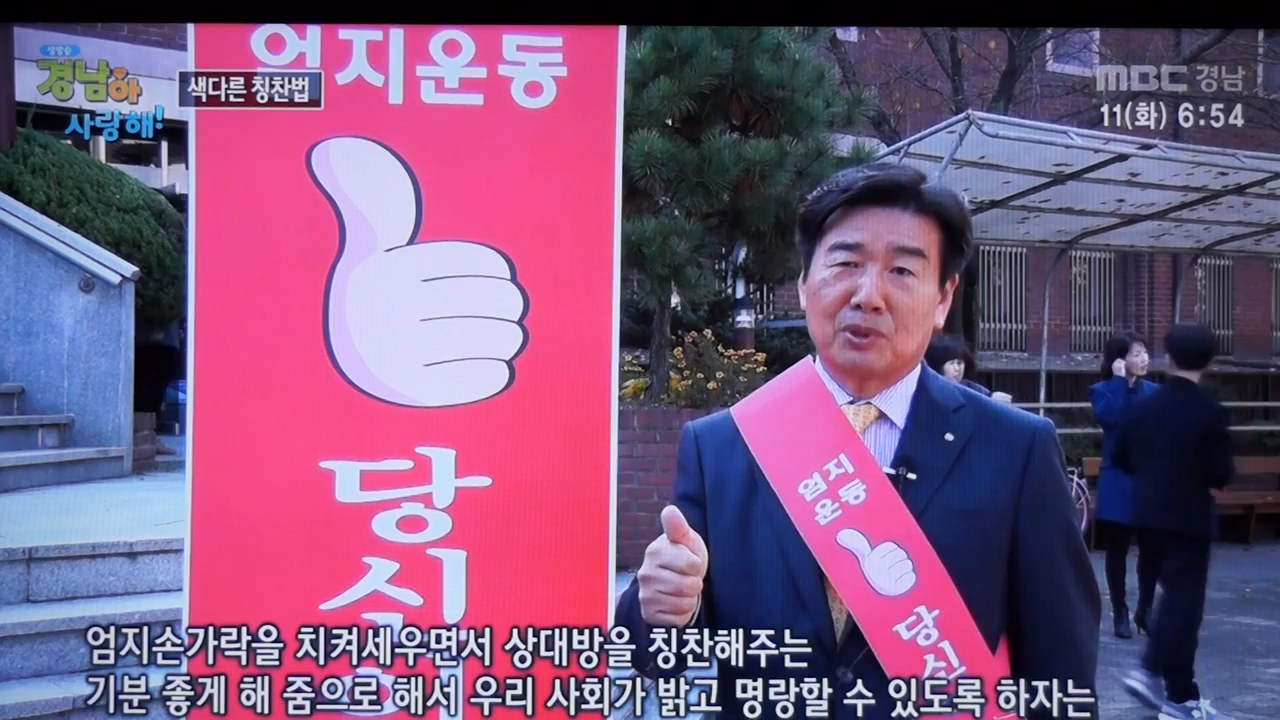 생방송
경남아
사랑해!
색다른 칭찬법
MBC 경남
11(화) 6:54
엄지운동
당신
엄지
운동
당신
엄지손가락을 치켜세우면서 상대방을 칭찬해주는
기분 좋게 해 줌으로 해서 우리 사회가 밝고 명랑할 수 있도록 하자는